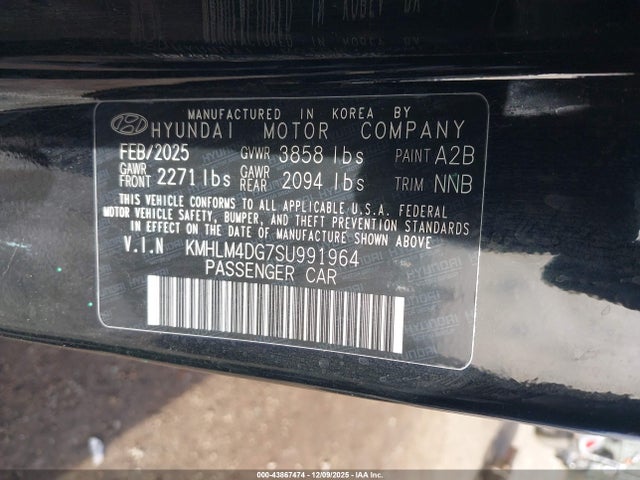 MANUFACTURED IN KOREA BY
HYUNDAI MOTOR COMPANY
FEB/2025 GVWR 3858 lbs PAINT A2B
GAWR FRONT 2271 lbs GAWR REAR 2094 lbs TRIM NNB
THIS VEHICLE CONFORMS TO ALL APPLICABLE U.S.A. FEDERAL
MOTOR VEHICLE SAFETY, BUMPER, AND THEFT PREVENTION STANDARDS
IN EFFECT ON THE DATE OF MANUFACTURE SHOWN ABOVE.
V.I.N KMHLM4DG7SU991964
PASSENGER CAR
000-43867474 - 12/09/2025 - IAAI.CA